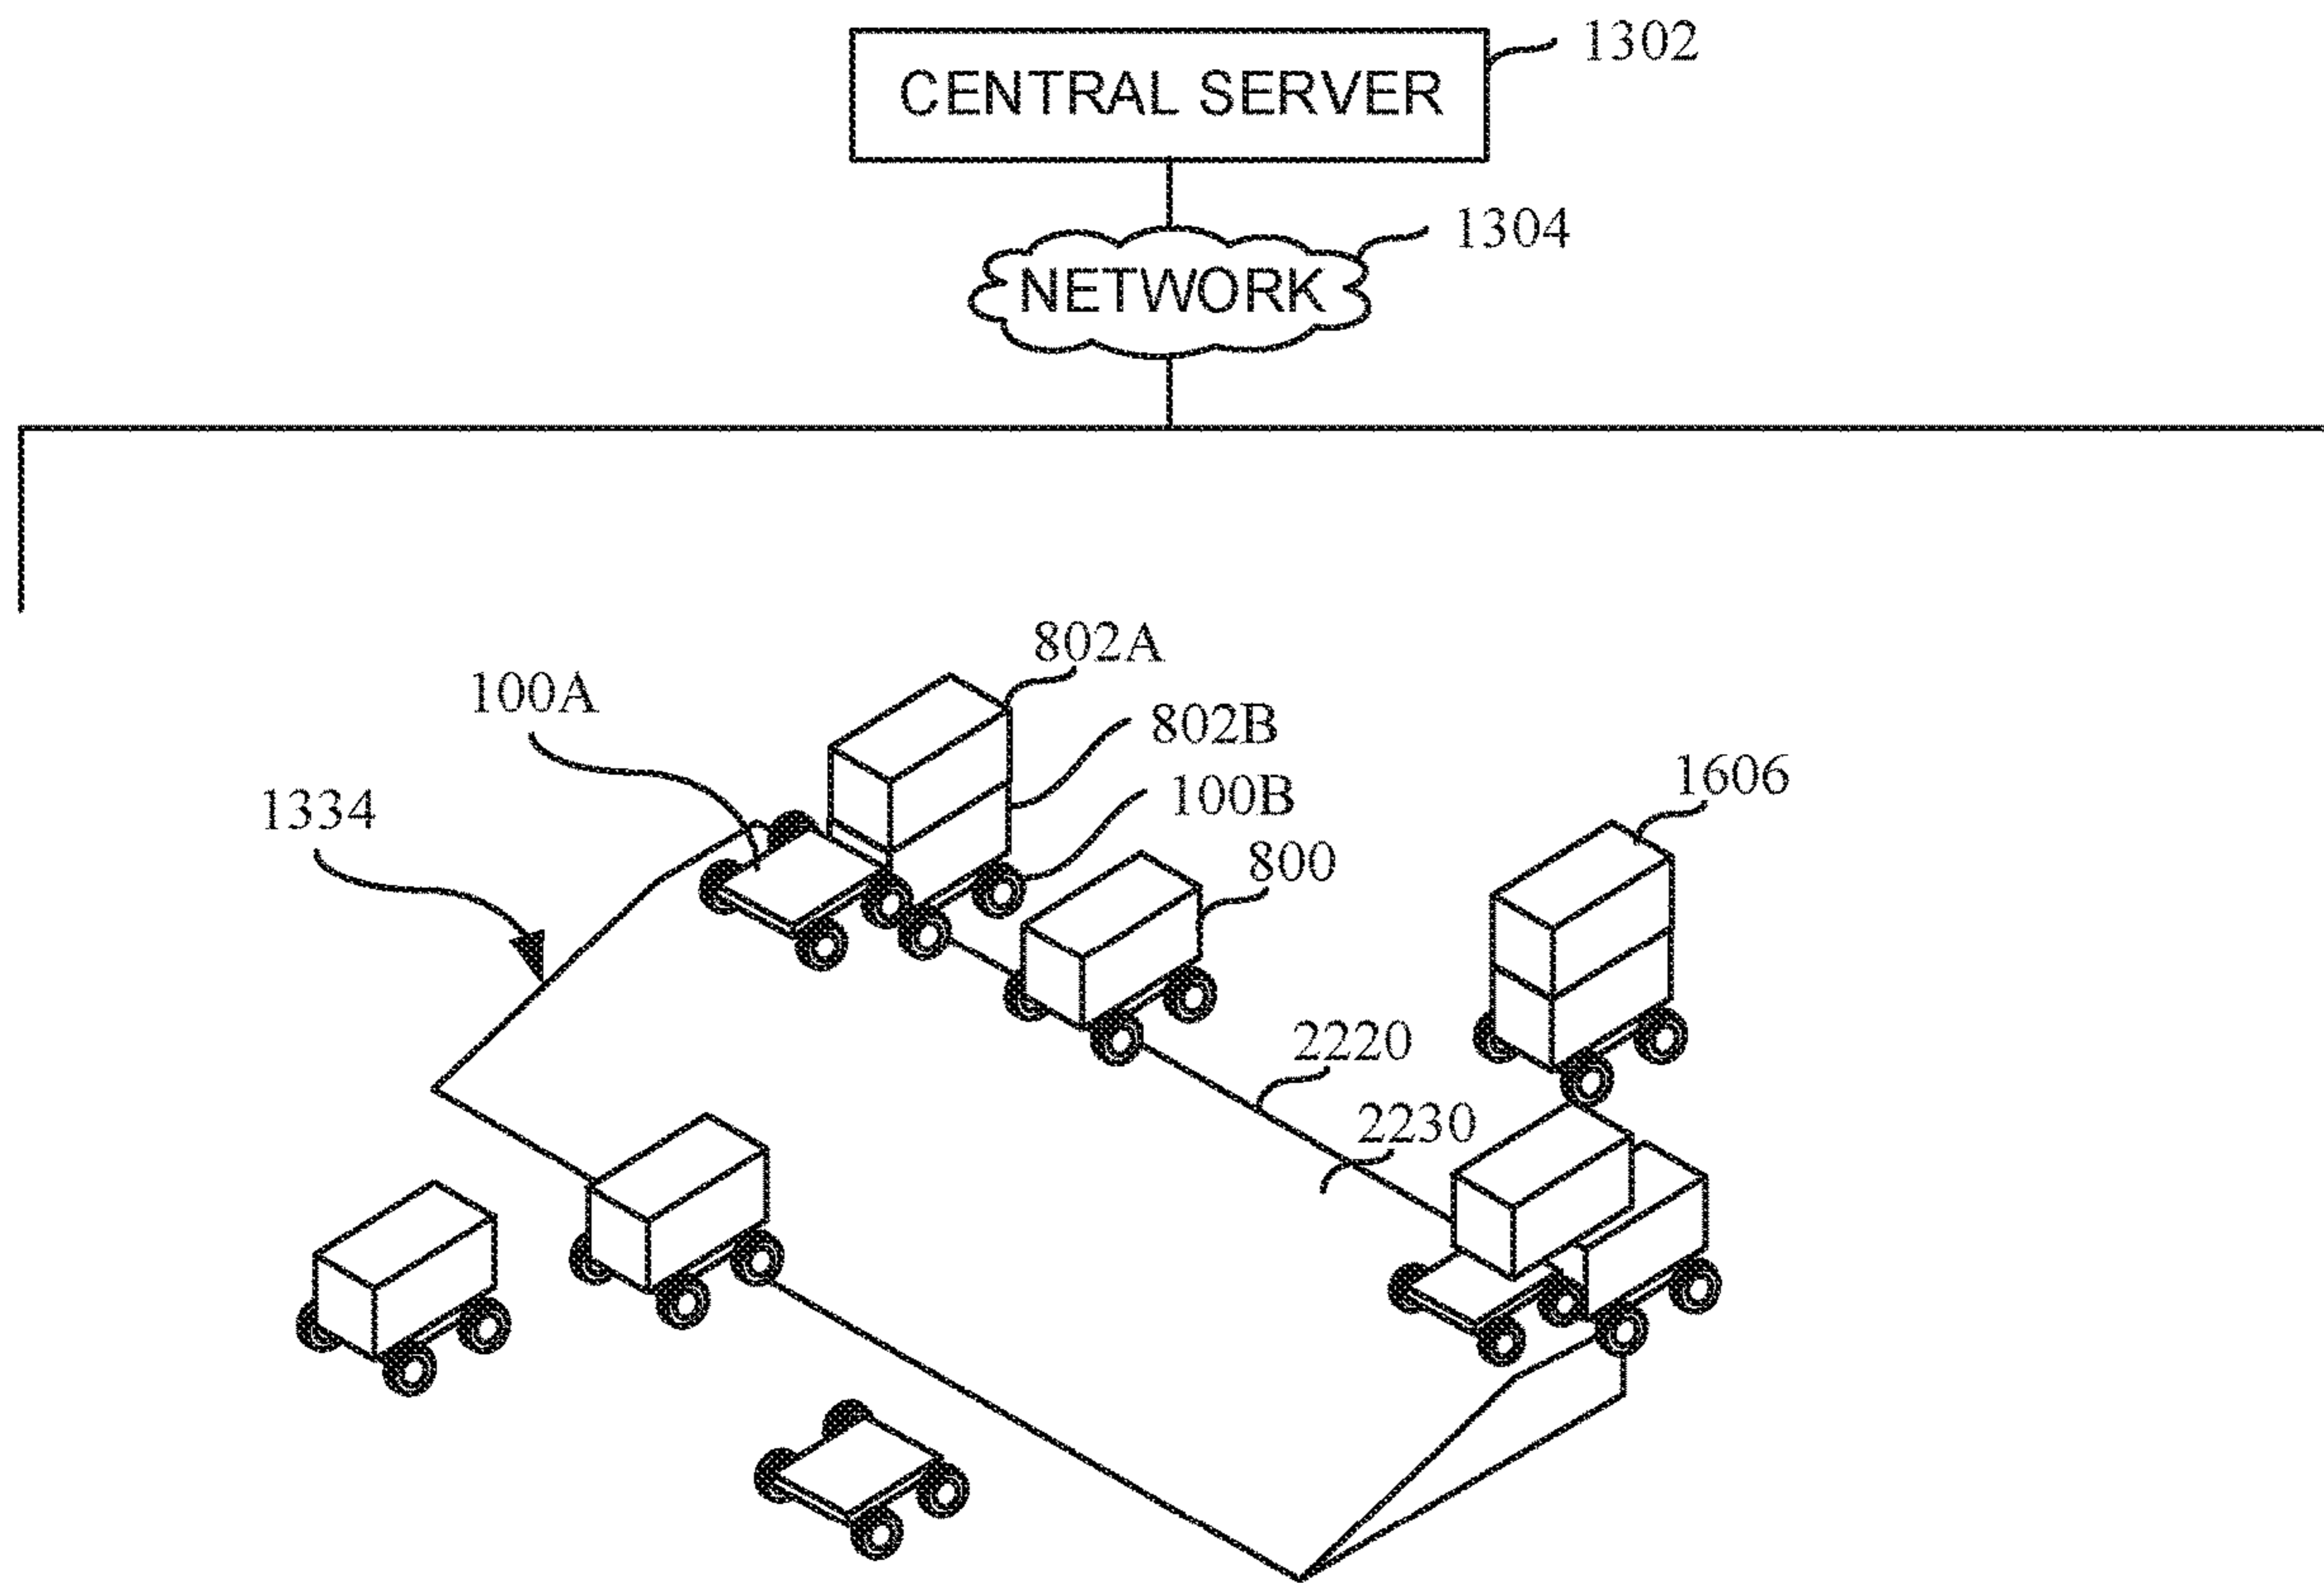 1302
CENTRAL SERVER
1304
NETWORK
802A
100A
802B
1606
100B
1334
800
2220
2230